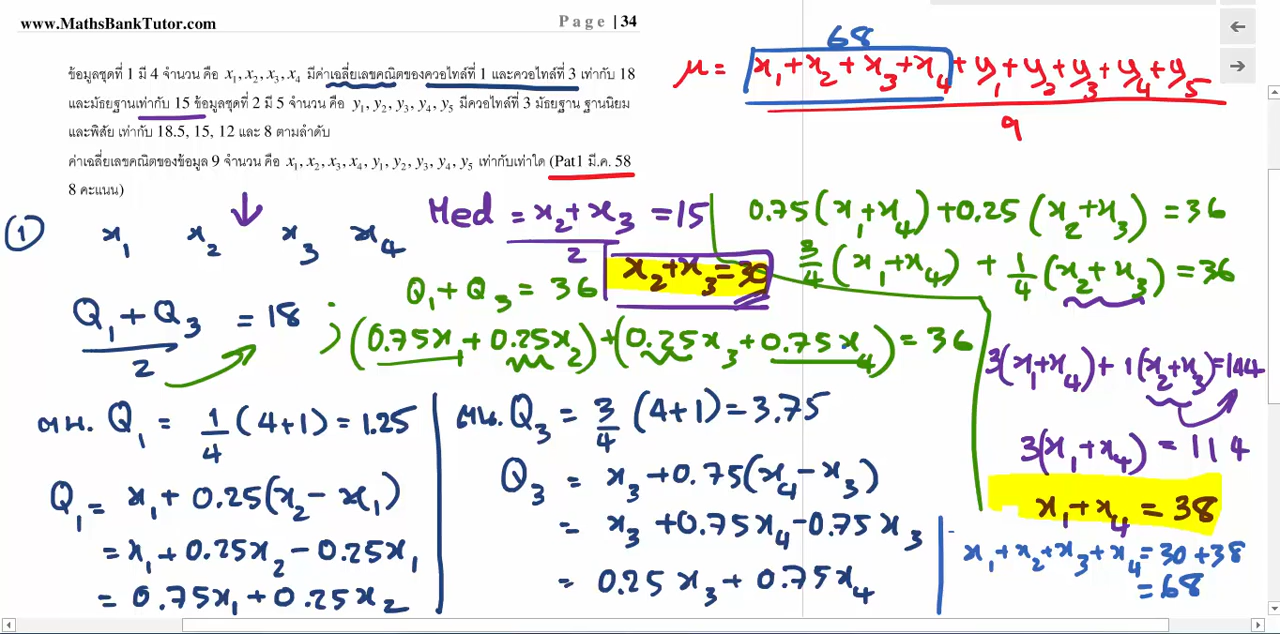 www.MathsBankTutor.com
Page | 34
ข้อมูลชุดที่ 1 มี 4 จำนวน คือ x₁, x₂, x₃, x₄ มีค่าเฉลี่ยเลขคณิตของควอไทล์ที่ 1 และควอไทล์ที่ 3 เท่ากับ 18
และมัธยฐานเท่ากับ 15 ข้อมูลชุดที่ 2 มี 5 จำนวน คือ y₁, y₂, y₃, y₄, y₅ มีควอไทล์ที่ 3 มัธยฐาน ฐานนิยม
และพิสัย เท่ากับ 18.5, 15, 12 และ 8 ตามลำดับ
ค่าเฉลี่ยเลขคณิตของข้อมูล 9 จำนวน คือ x₁, x₂, x₃, x₄, y₁, y₂, y₃, y₄, y₅ เท่ากับเท่าใด (Pat1 มี.ค. 58
8 คะแนน)
68
μ = x₁+x₂+x₃+x₄+y₁+y₂+y₃+y₄+y₅
9
① x₁ x₂ x₃ x₄
Med = x₂+x₃ = 15
2
x₂+x₃ = 30
Q₁+Q₃ = 18
2
; Q₁+Q₃ = 36
(0.75x₁+0.25x₂)+(0.25x₃+0.75x₄) = 36
0.75(x₁+x₄)+0.25(x₂+x₃) = 36
3/4 (x₁+x₄) + 1/4 (x₂+x₃) = 36
3(x₁+x₄)+1(x₂+x₃)=144
3(x₁+x₄) = 114
x₁+x₄ = 38
x₁+x₂+x₃+x₄ = 30+38
= 68
ตน. Q₁ = 1/4 (4+1) = 1.25
Q₁ = x₁+0.25(x₂-x₁)
= x₁+0.25x₂-0.25x₁
= 0.75x₁+0.25x₂
ตน. Q₃ = 3/4 (4+1) = 3.75
Q₃ = x₃+0.75(x₄-x₃)
= x₃+0.75x₄-0.75x₃
= 0.25x₃+0.75x₄